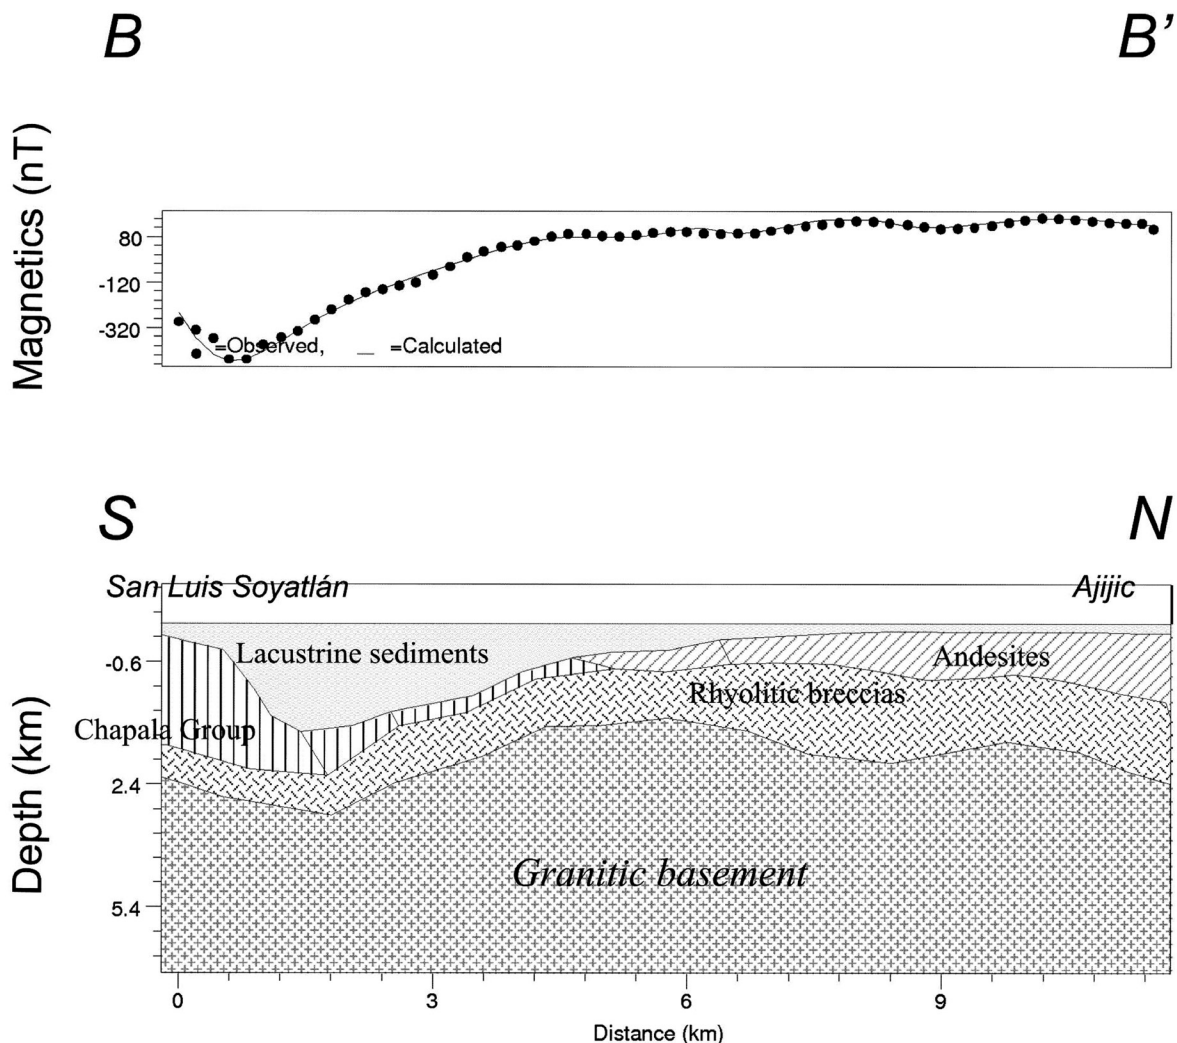 B B’
Magnetics (nT)
80
-120
-320
=Observed, — =Calculated
S N
San Luis Soyatlán Ajijic
Depth (km)
-0.6
2.4
5.4
Lacustrine sediments
Andesites
Rhyolitic breccias
Chapala Group
Granitic basement
0 3 6 9
Distance (km)